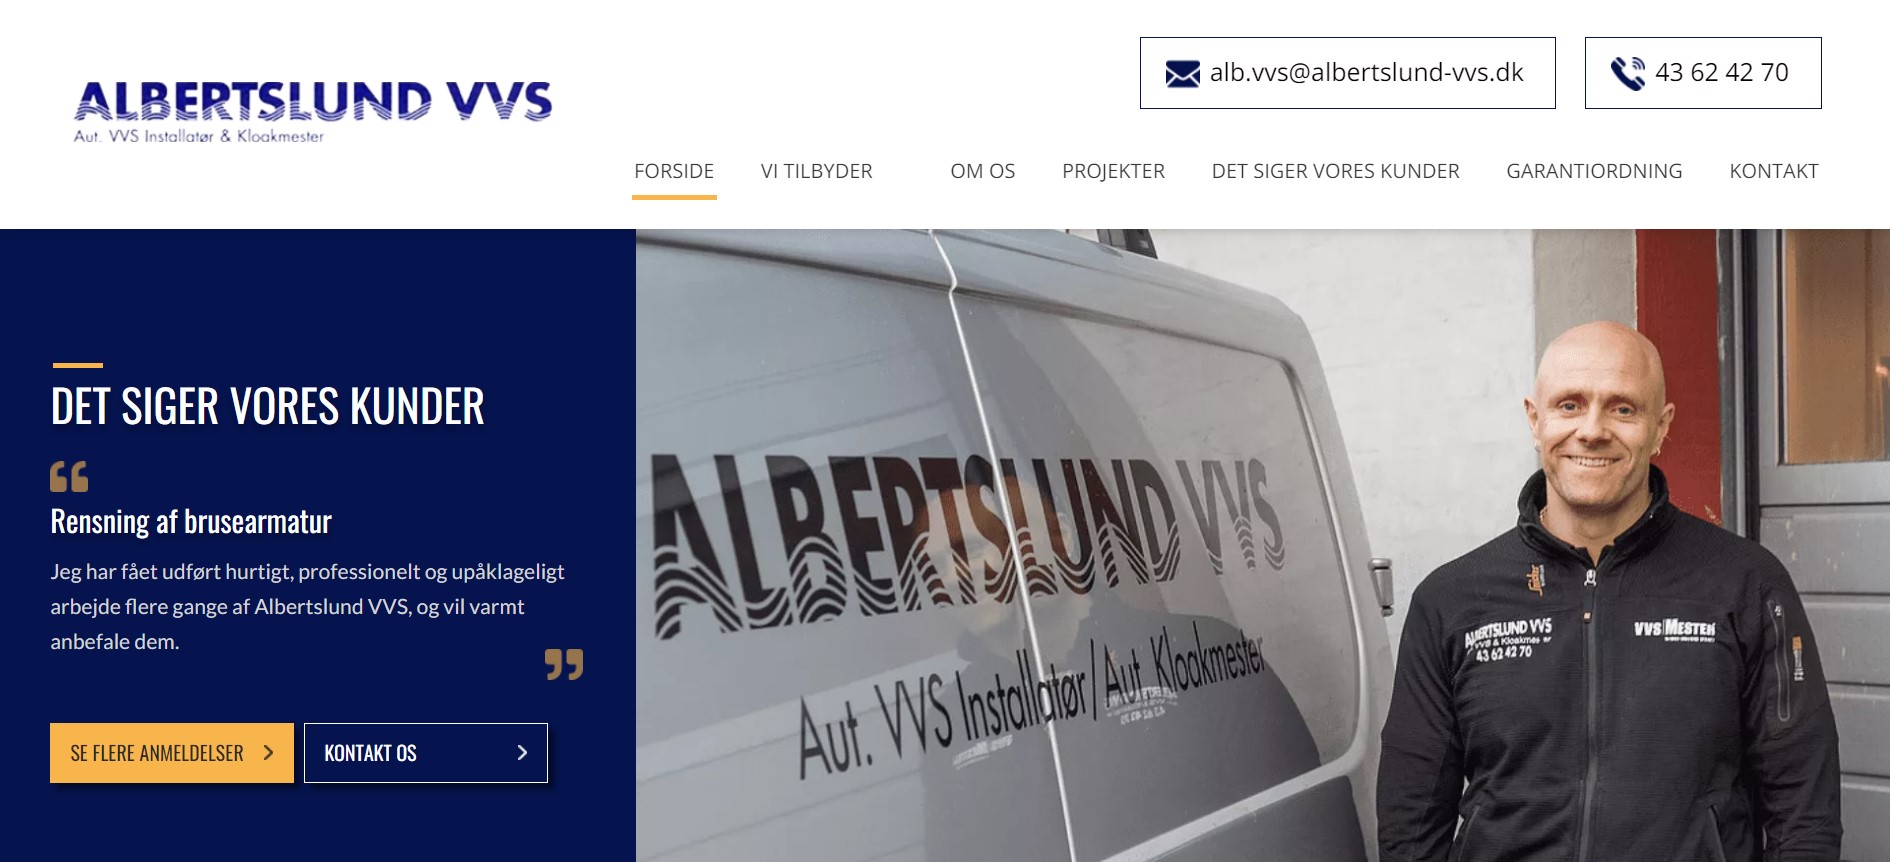 ALBERTSLUND VVS
Aut. VVS Installatør & Kloakmester
alb.vvs@albertslund-vvs.dk
43 62 42 70
FORSIDE
VI TILBYDER
OM OS
PROJEKTER
DET SIGER VORES KUNDER
GARANTIORDNING
KONTAKT
DET SIGER VORES KUNDER
“
Rensning af brusearmatur
Jeg har fået udført hurtigt, professionelt og upåklageligt
arbejde flere gange af Albertslund VVS, og vil varmt
anbefale dem.
”
SE FLERE ANMELDELSER
KONTAKT OS
ALBERTSLUND VVS
Aut. VVS Installatør/Aut. Kloakmester
ALBERTSLUND VVS
VVS & Kloakmester
43 62 42 70
VVS MESTER